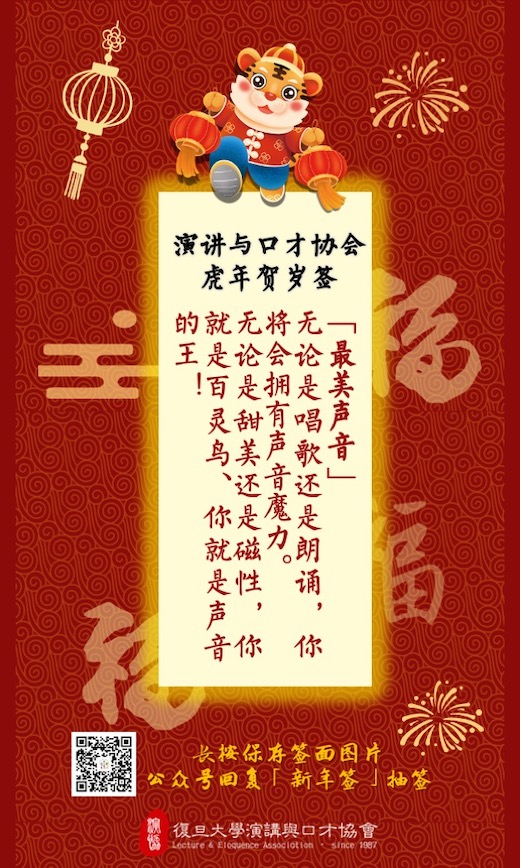 演讲与口才协会
虎年贺岁签
「最美声音」
无论是唱歌还是朗诵，你
将会拥有声音魔力。
无论是甜美还是磁性，你
就是百灵鸟、你就是声音
的王！
福
福
福
长按保存签面图片
公众号回复「新年签」抽签
復旦大學演講與口才協會
Lecture & Eloquence Association · since 1987